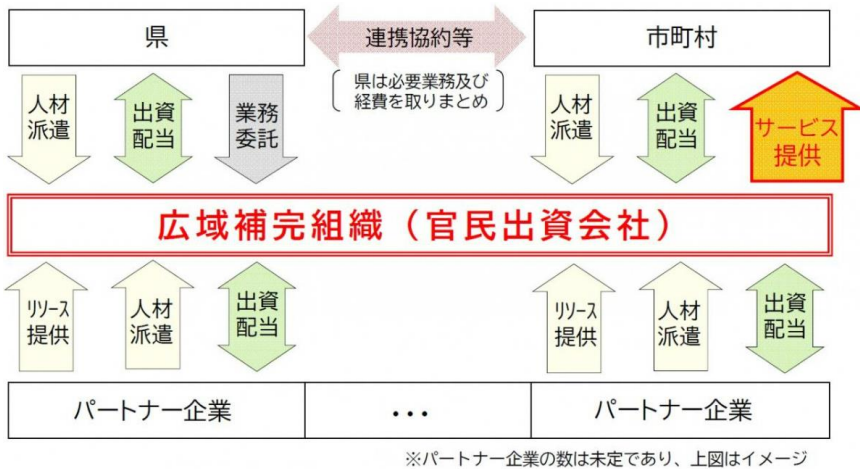 県
連携協約等
市町村
県は必要業務及び
経費を取りまとめ
人材
派遣
出資
配当
業務
委託
人材
派遣
出資
配当
サービス
提供
広域補完組織（官民出資会社）
リソース
提供
人材
派遣
出資
配当
リソース
提供
人材
派遣
出資
配当
パートナー企業
・・・
パートナー企業
※パートナー企業の数は未定であり、上図はイメージ